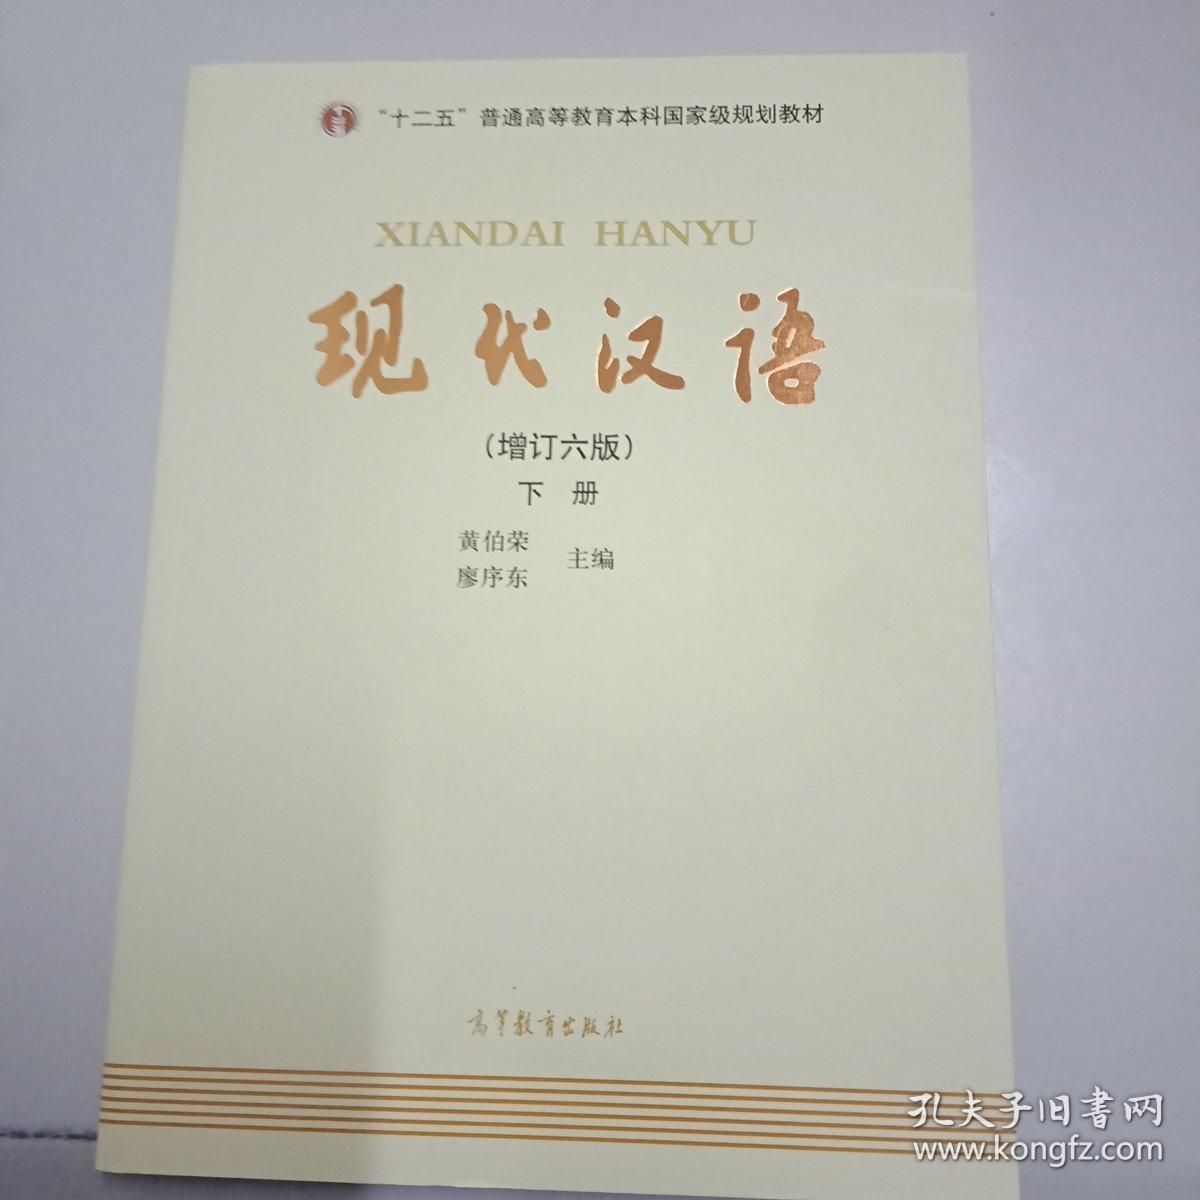 “十二五”普通高等教育本科国家级规划教材
XIANDAI HANYU
现代汉语
（增订六版）
下 册
黄伯荣
廖序东
主编
高等教育出版社
孔夫子旧书网
www.kongfz.com